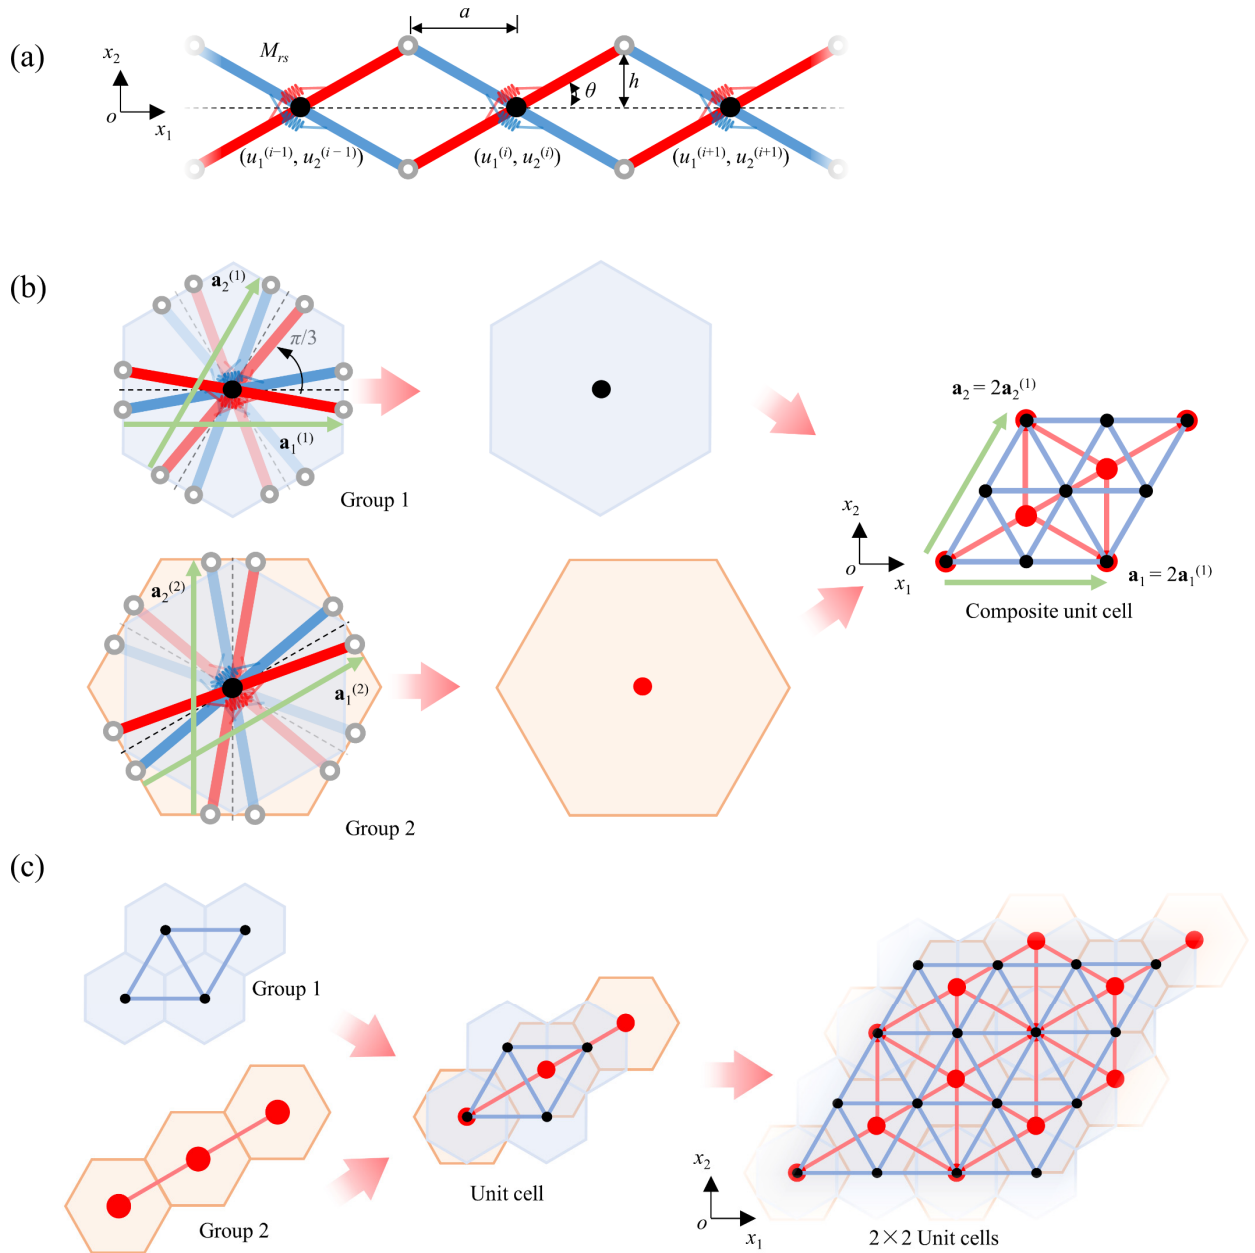 (a)
x₂
o
x₁
Mᵣₛ
a
θ
h
(u₁⁽ⁱ⁻¹⁾, u₂⁽ⁱ⁻¹⁾)
(u₁⁽ⁱ⁾, u₂⁽ⁱ⁾)
(u₁⁽ⁱ⁺¹⁾, u₂⁽ⁱ⁺¹⁾)
(b)
a₂⁽¹⁾
π/3
a₁⁽¹⁾
Group 1
a₂⁽²⁾
a₁⁽²⁾
Group 2
a₂ = 2a₂⁽¹⁾
x₂
o
x₁
a₁ = 2a₁⁽¹⁾
Composite unit cell
(c)
Group 1
Group 2
Unit cell
x₂
o
x₁
2×2 Unit cells